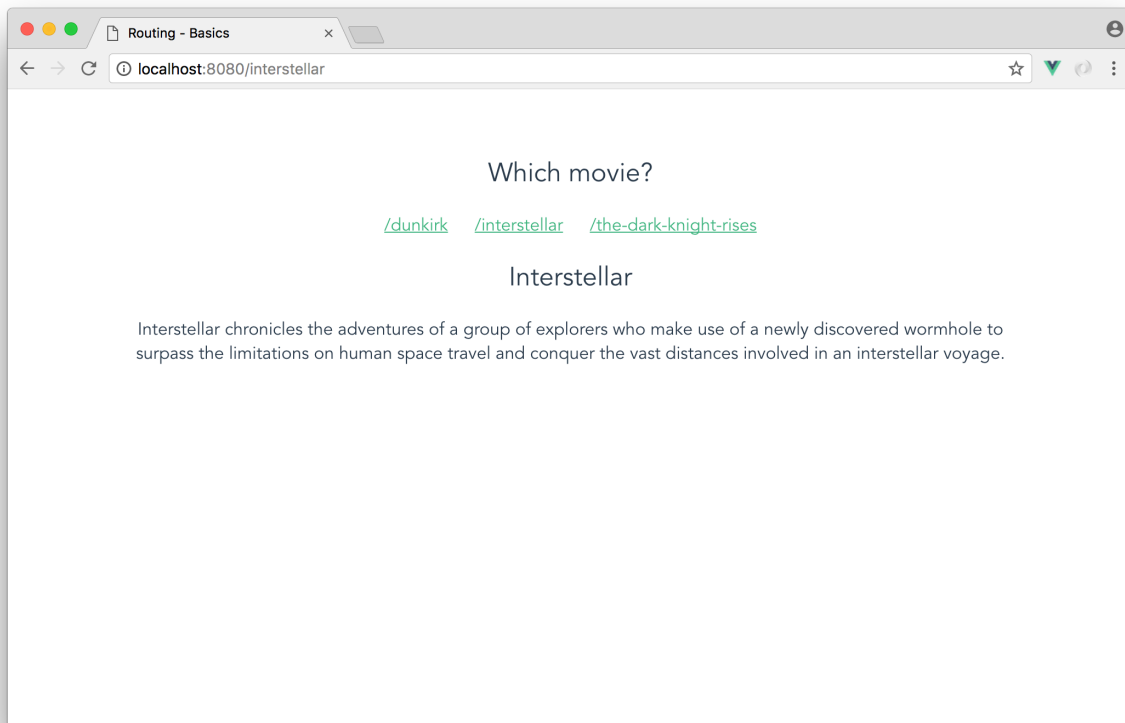 Routing - Basics
localhost:8080/interstellar
Which movie?
/dunkirk /interstellar /the-dark-knight-rises
Interstellar
Interstellar chronicles the adventures of a group of explorers who make use of a newly discovered wormhole to
surpass the limitations on human space travel and conquer the vast distances involved in an interstellar voyage.